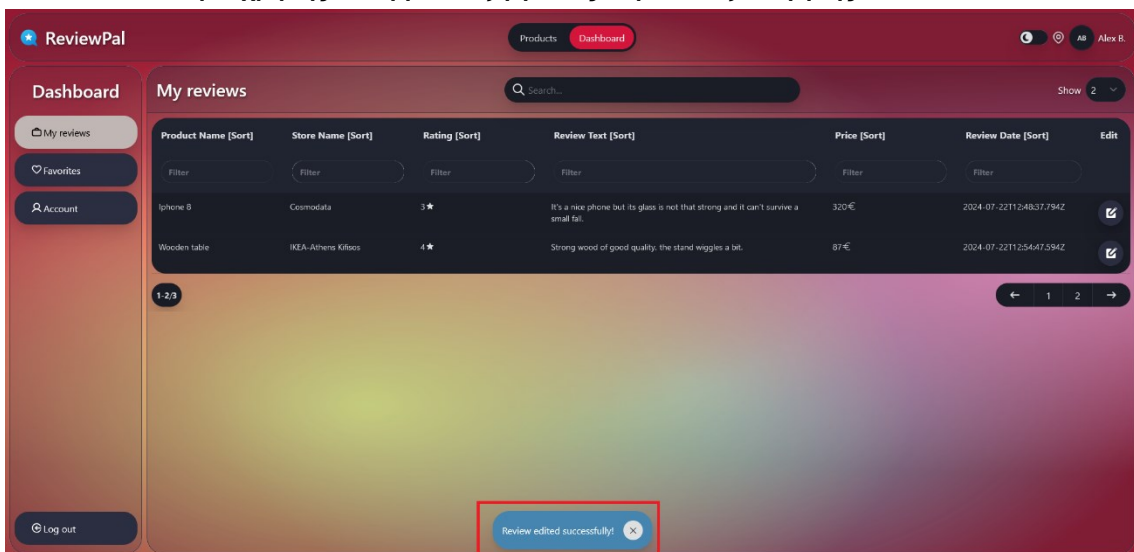 ReviewPal
Products Dashboard
AB Alex B.
Dashboard
My reviews
Search...
Show 2
My reviews
Favorites
Account
Log out
Product Name [Sort] Store Name [Sort] Rating [Sort] Review Text [Sort] Price [Sort] Review Date [Sort] Edit
Filter Filter Filter Filter Filter Filter
Iphone 8 Cosmodata 3★ It's a nice phone but its glass is not that strong and it can't survive a 320€ 2024-07-22T12:48:37.794Z
small fall.
Wooden table IKEA-Athens Kifisos 4★ Strong wood of good quality. the stand wiggles a bit. 87€ 2024-07-22T12:54:47.594Z
1-2/3
← 1 2 →
Review edited successfully!